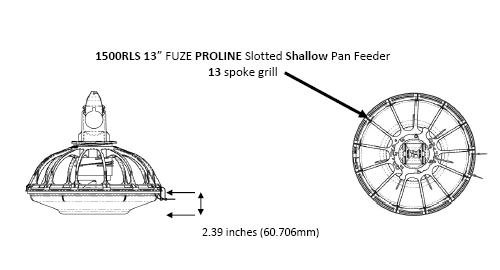 1500RLS 13” FUZE PROLINE Slotted Shallow Pan Feeder
13 spoke grill
2.39 inches (60.706mm)